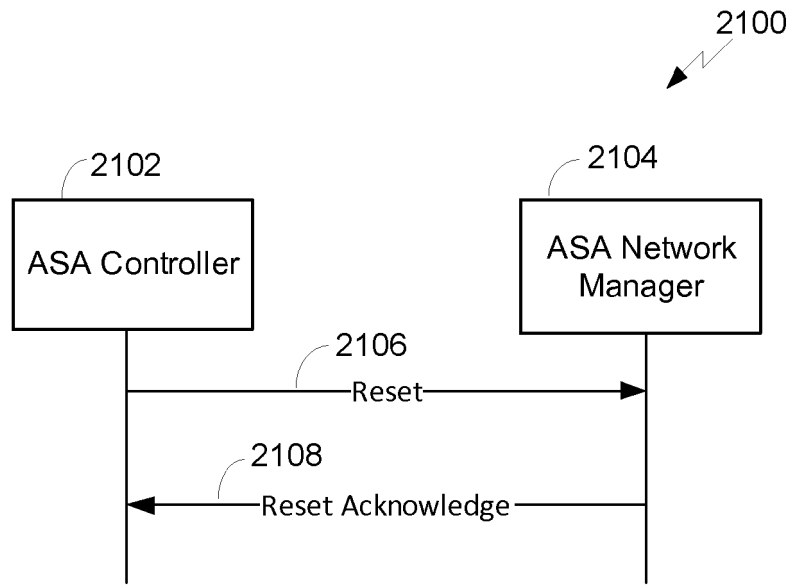 2100
2102
2104
ASA Controller
ASA Network
Manager
2106
Reset
2108
Reset Acknowledge